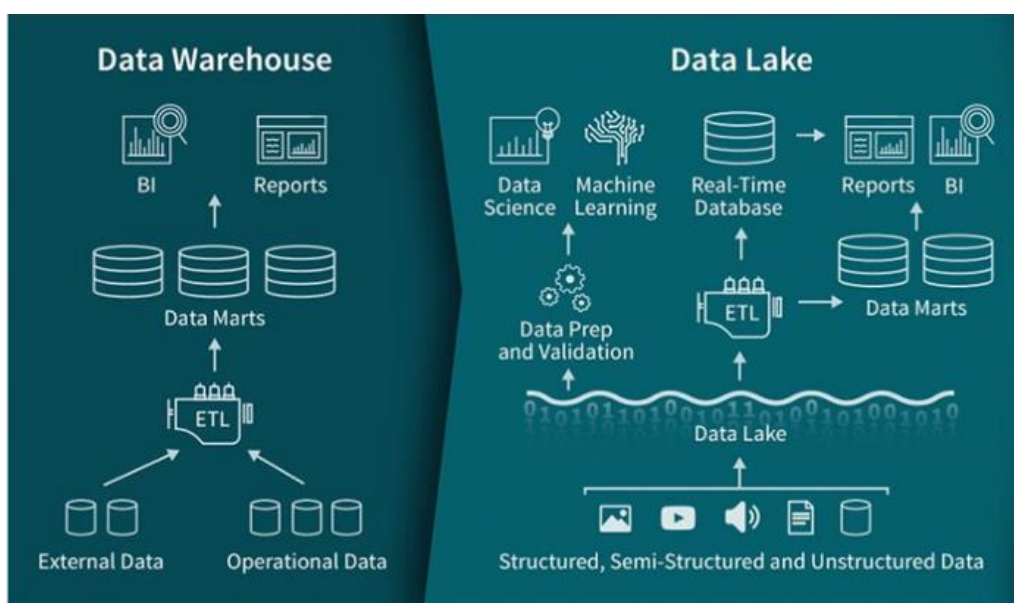 Data Warehouse
BI
Reports
Data Marts
ETL
External Data
Operational Data
Data Lake
Data
Science
Machine
Learning
Real-Time
Database
Reports
BI
Data Prep
and Validation
ETL
Data Marts
0101011010010110100101001010
Data Lake
Structured, Semi-Structured and Unstructured Data